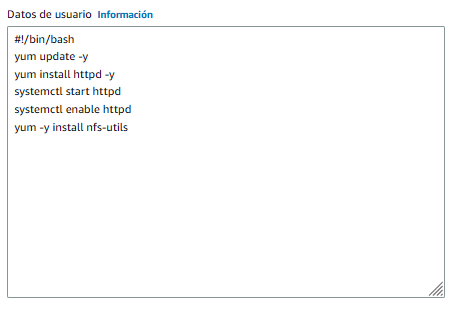 Datos de usuario Información
#!/bin/bash
yum update -y
yum install httpd -y
systemctl start httpd
systemctl enable httpd
yum -y install nfs-utils